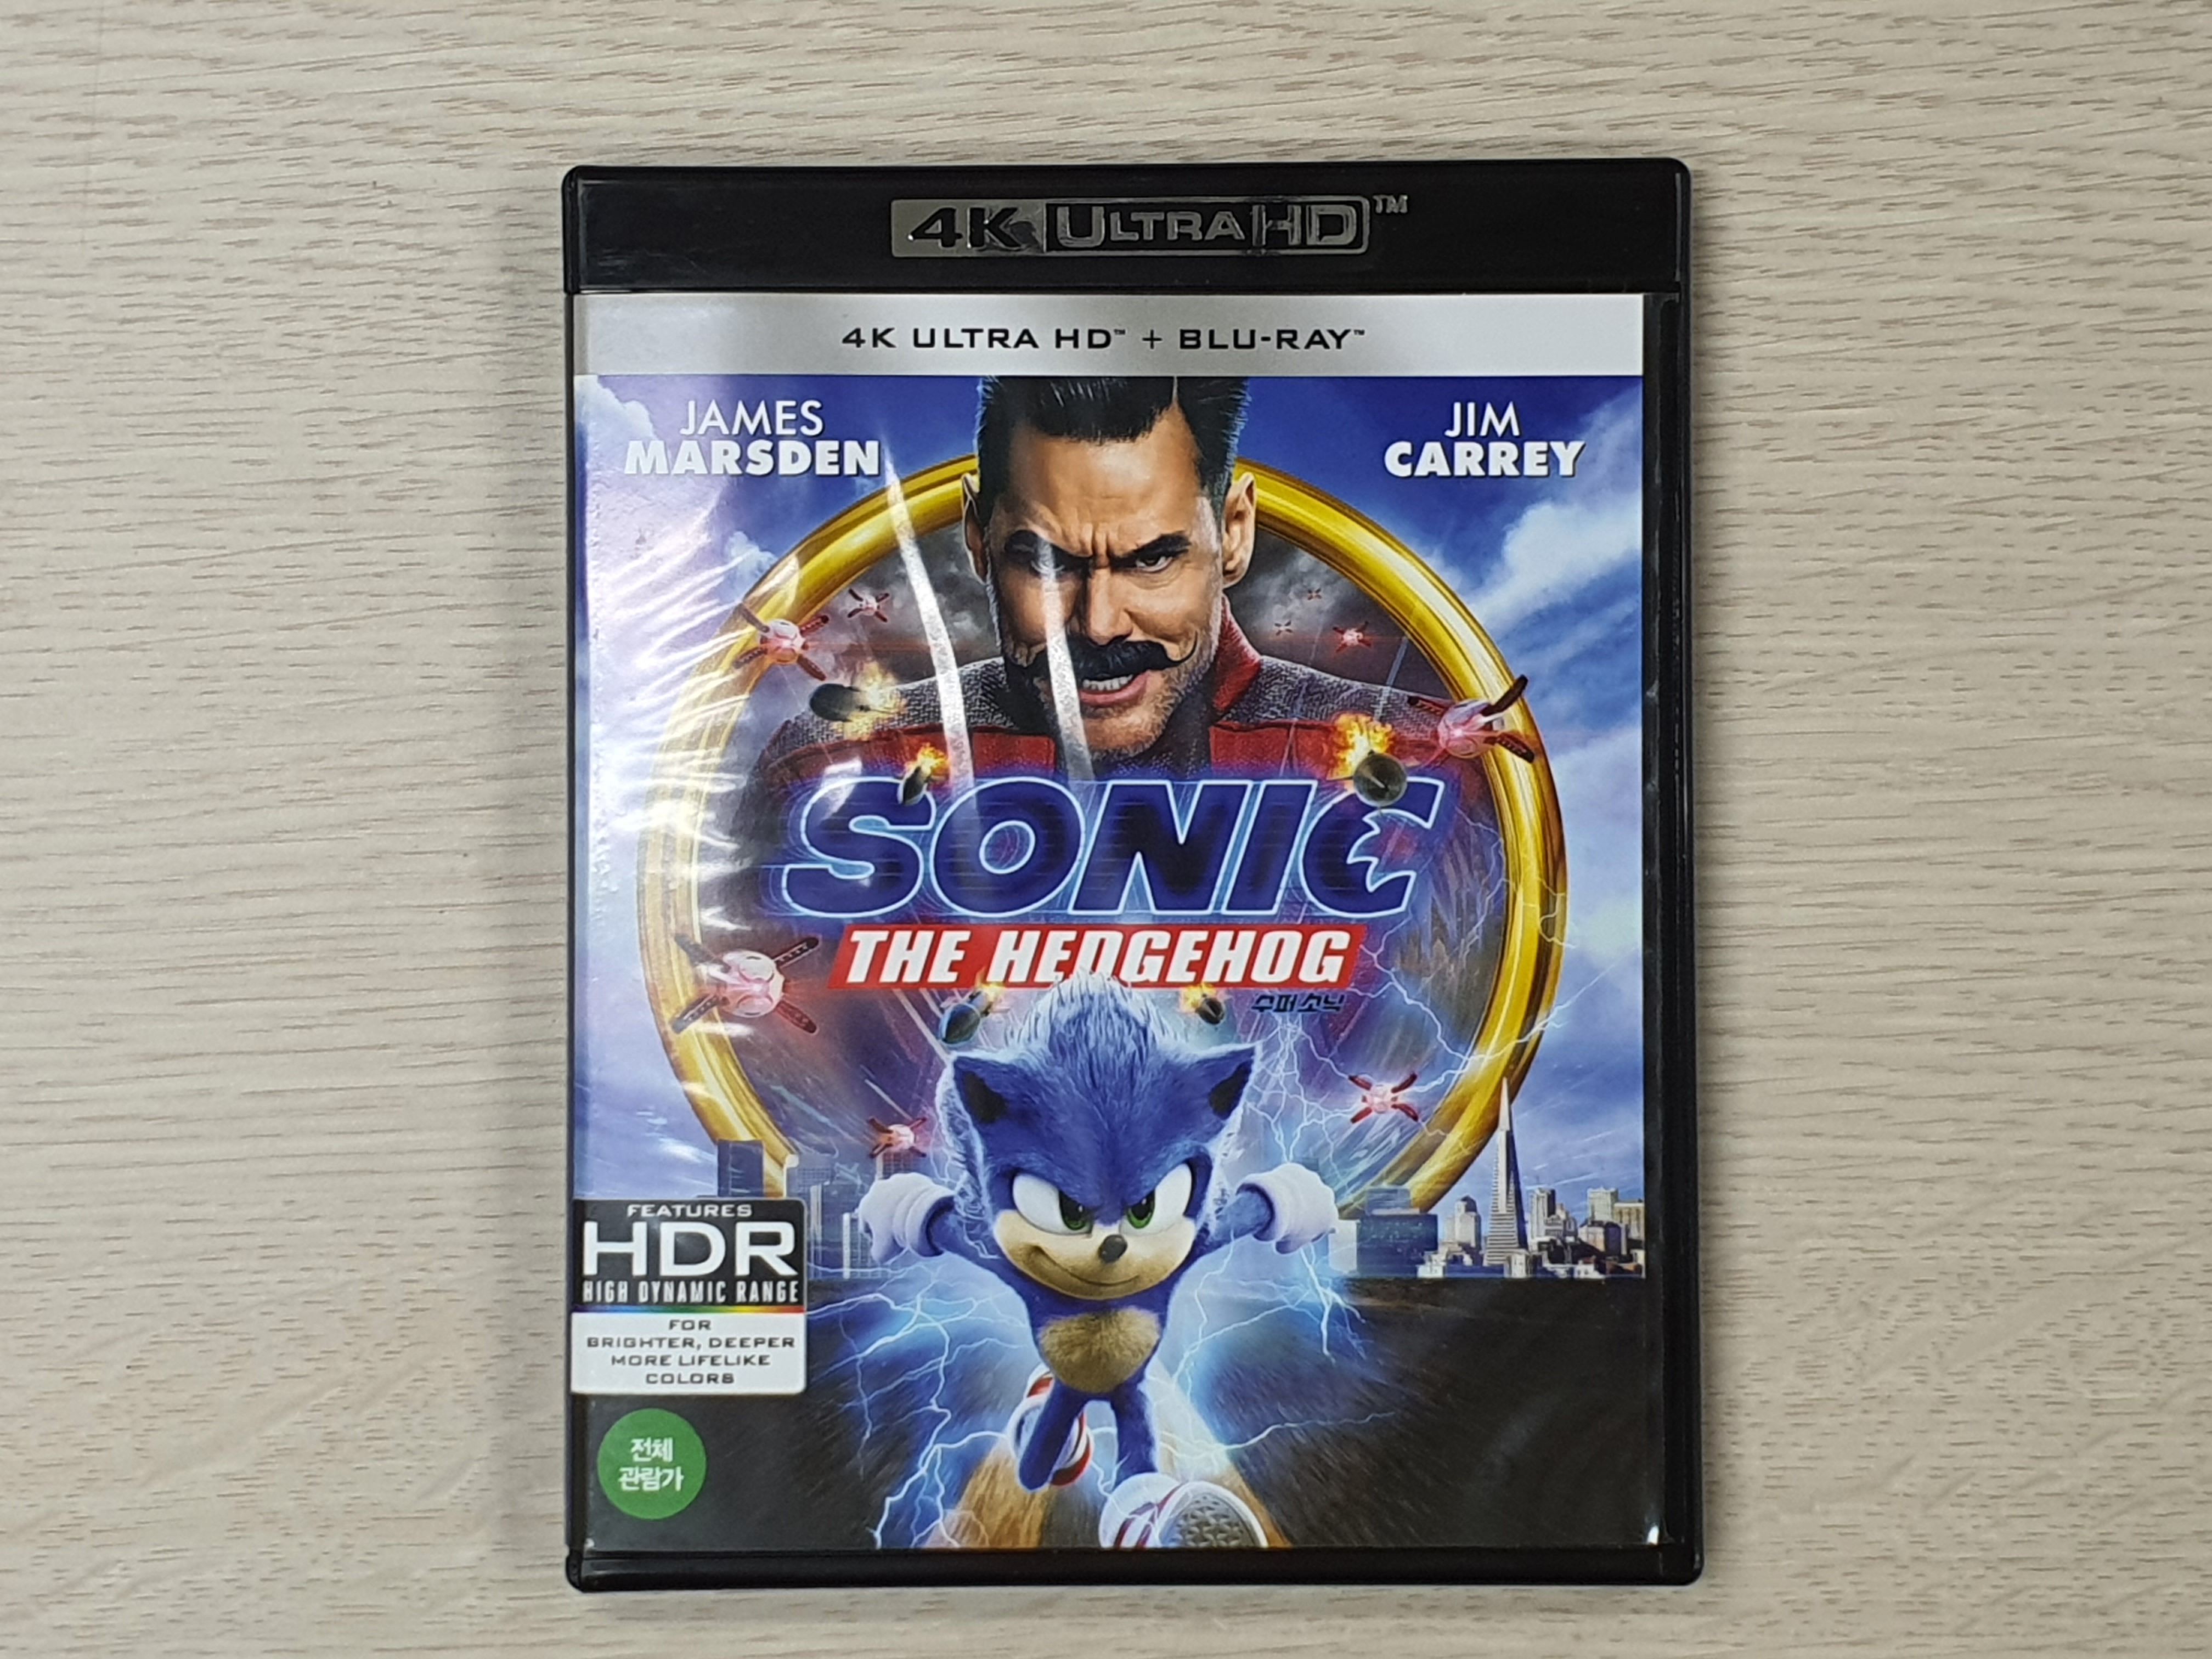 4K ULTRA HD™
4K ULTRA HD™ + BLU-RAY™
JAMES
MARSDEN
JIM
CARREY
SONIC
THE HEDGEHOG
수퍼 소닉
FEATURES
HDR
HIGH DYNAMIC RANGE
FOR
BRIGHTER, DEEPER
MORE LIFELIKE
COLORS
전체
관람가